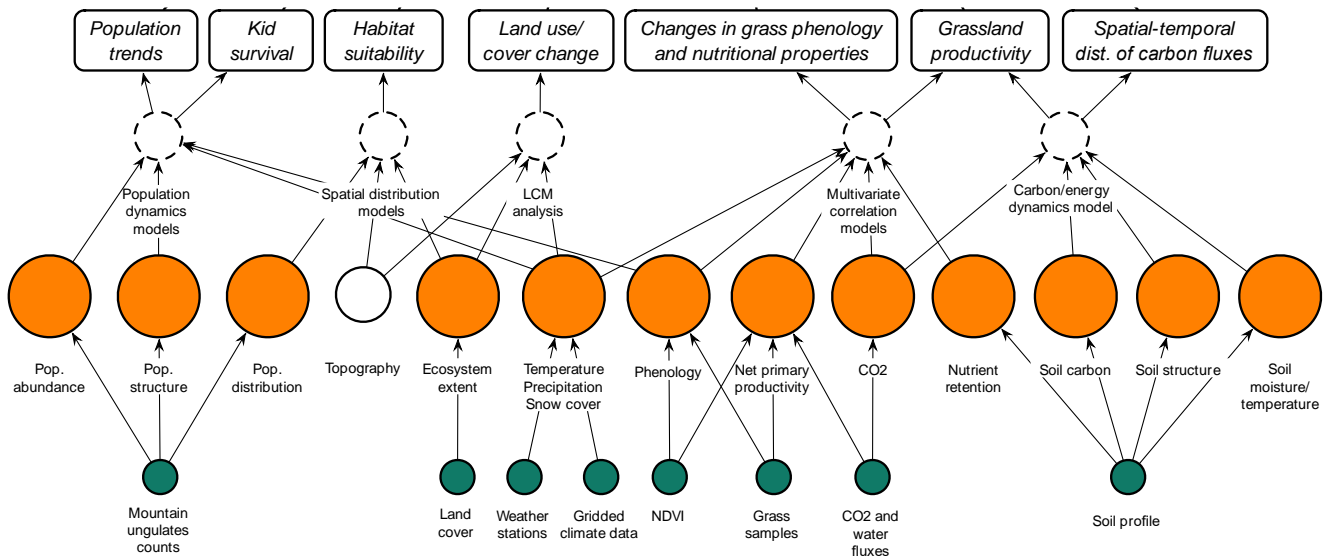 Population
trends
Kid
survival
Habitat
suitability
Land use/
cover change
Changes in grass phenology
and nutritional properties
Grassland
productivity
Spatial-temporal
dist. of carbon fluxes
Population
dynamics
models
Spatial distribution
models
LCM
analysis
Multivariate
correlation
models
Carbon/energy
dynamics model
Pop.
abundance
Pop.
structure
Pop.
distribution
Topography
Ecosystem
extent
Temperature
Precipitation
Snow cover
Phenology
Net primary
productivity
CO2
Nutrient
retention
Soil carbon
Soil structure
Soil
moisture/
temperature
Mountain
ungulates
counts
Land
cover
Weather
stations
Gridded
climate data
NDVI
Grass
samples
CO2 and
water
fluxes
Soil profile